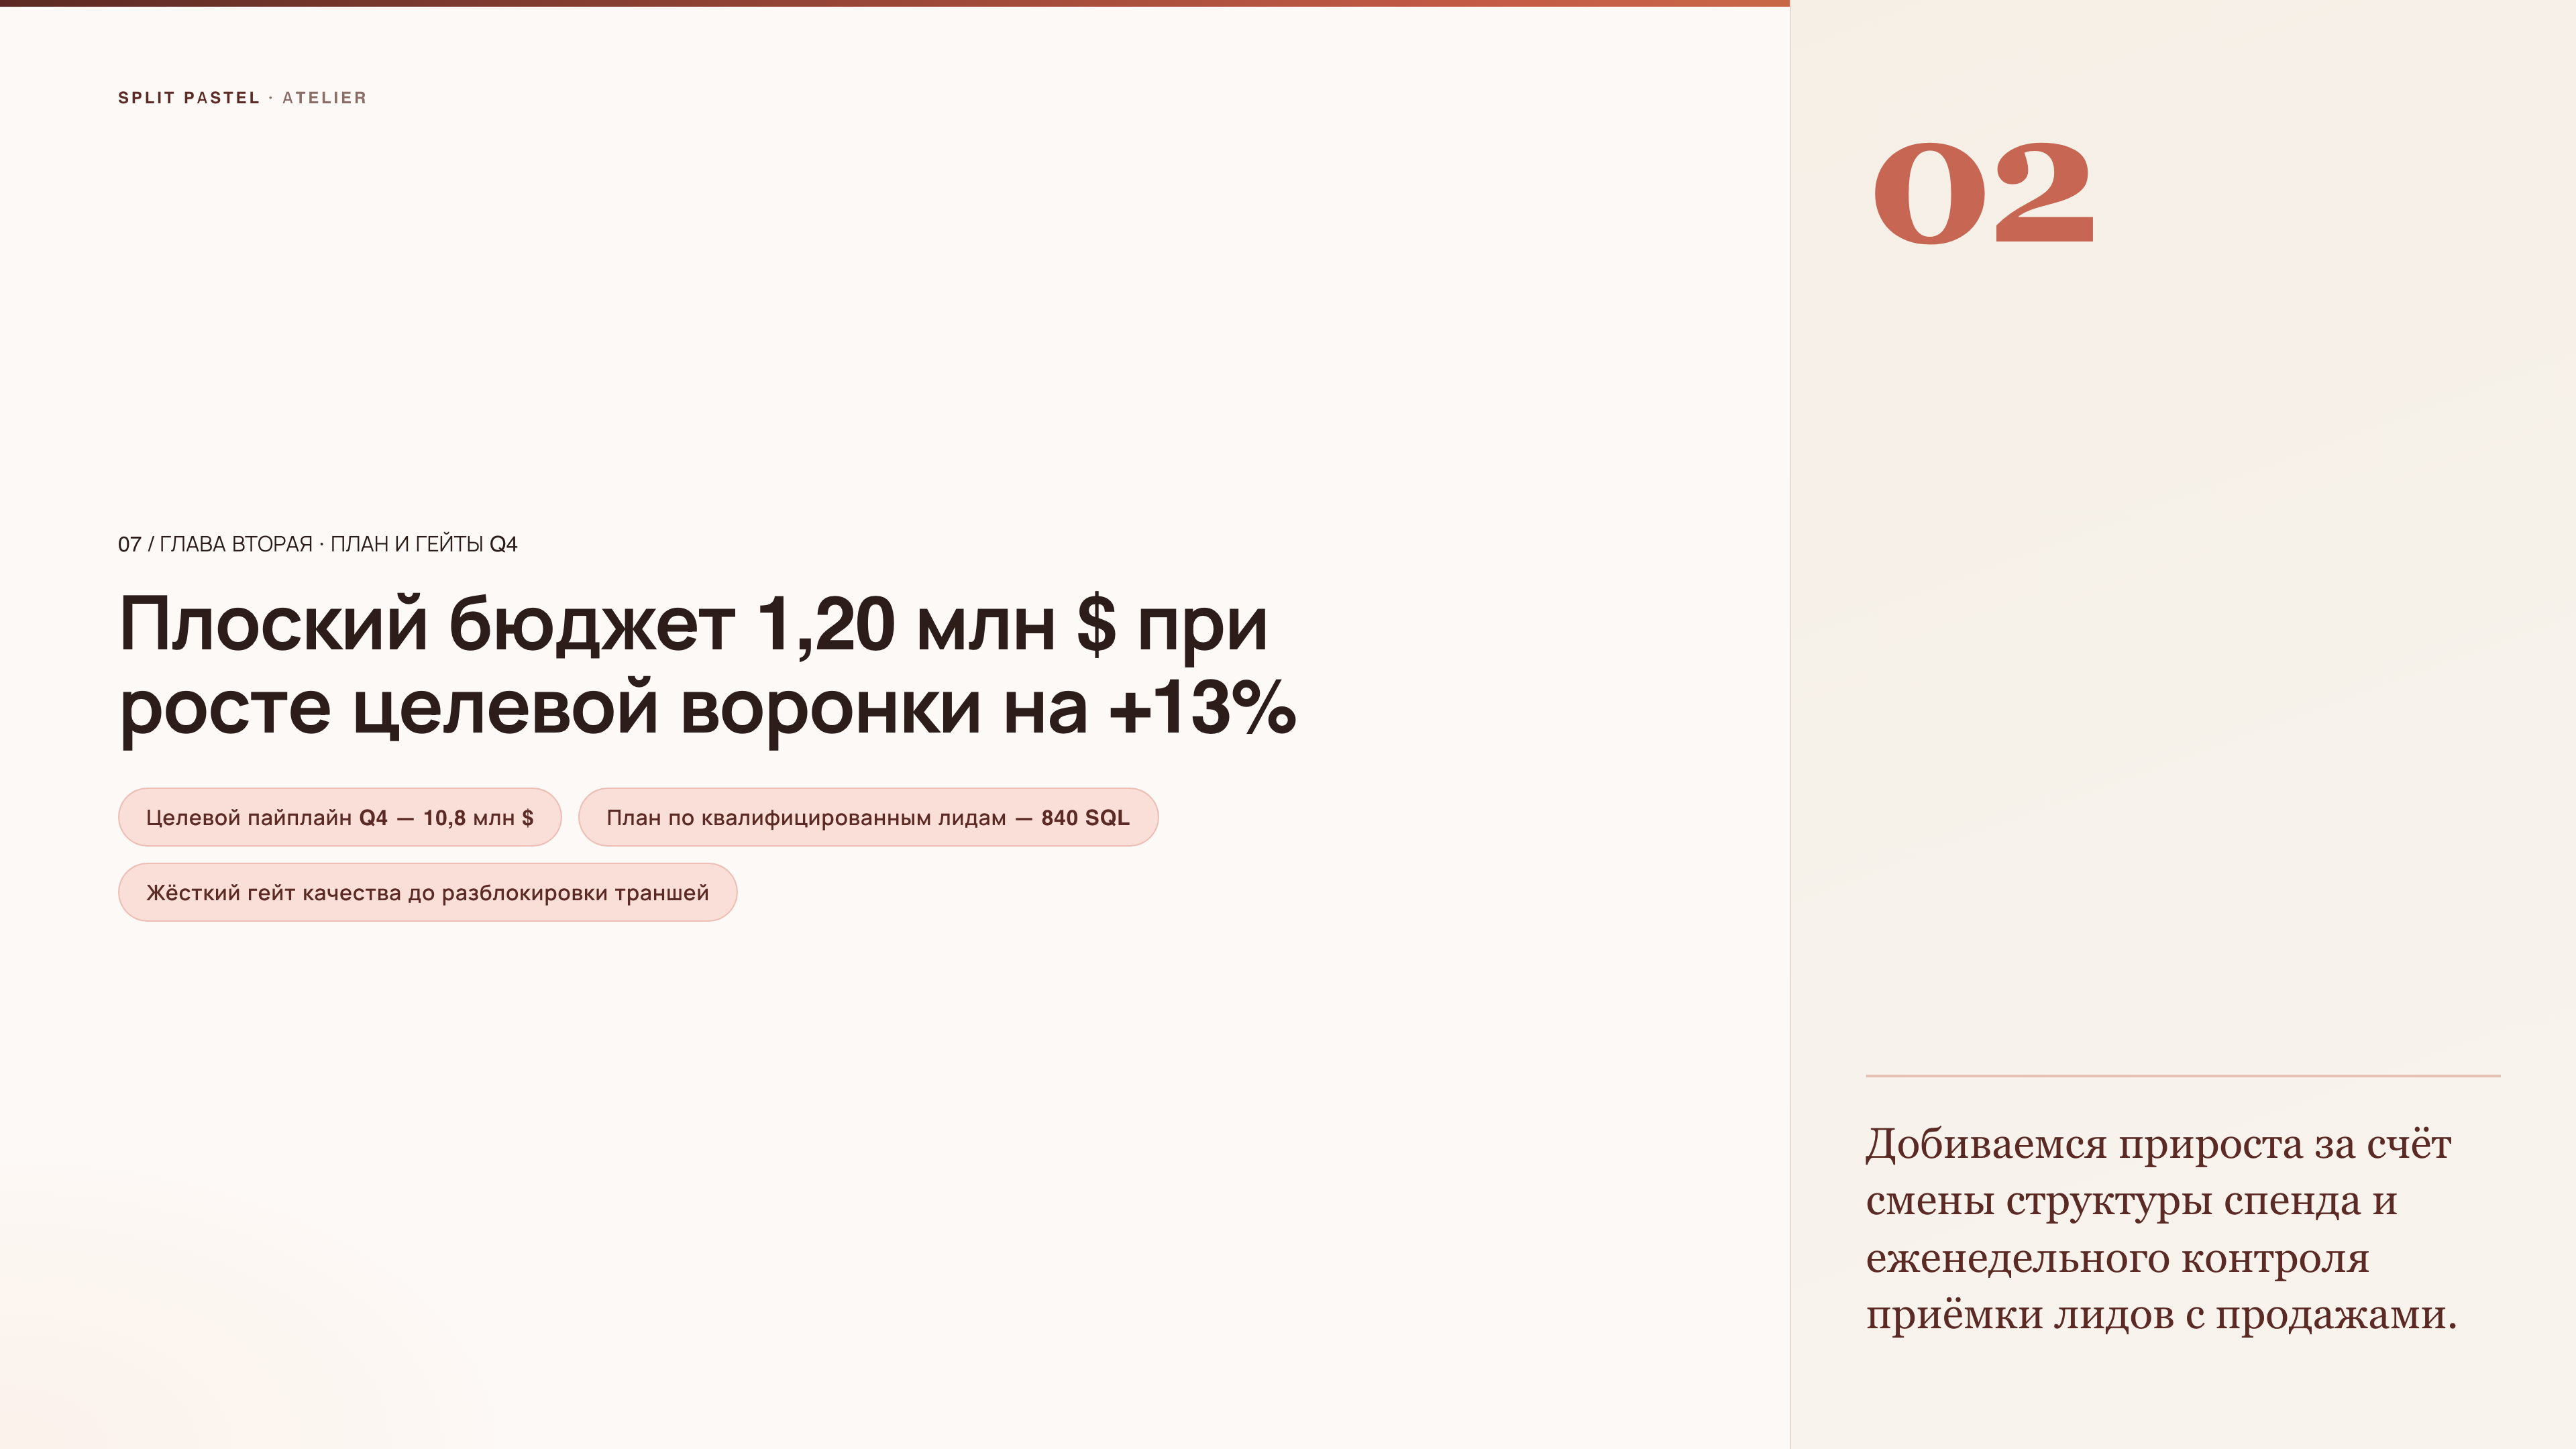 SPLIT PASTEL · ATELIER
02
07 / ГЛАВА ВТОРАЯ · ПЛАН И ГЕЙТЫ Q4
Плоский бюджет 1,20 млн $ при
росте целевой воронки на +13%
Целевой пайплайн Q4 — 10,8 млн $
План по квалифицированным лидам — 840 SQL
Жёсткий гейт качества до разблокировки траншей
Добиваемся прироста за счёт
смены структуры спенда и
еженедельного контроля
приёмки лидов с продажами.